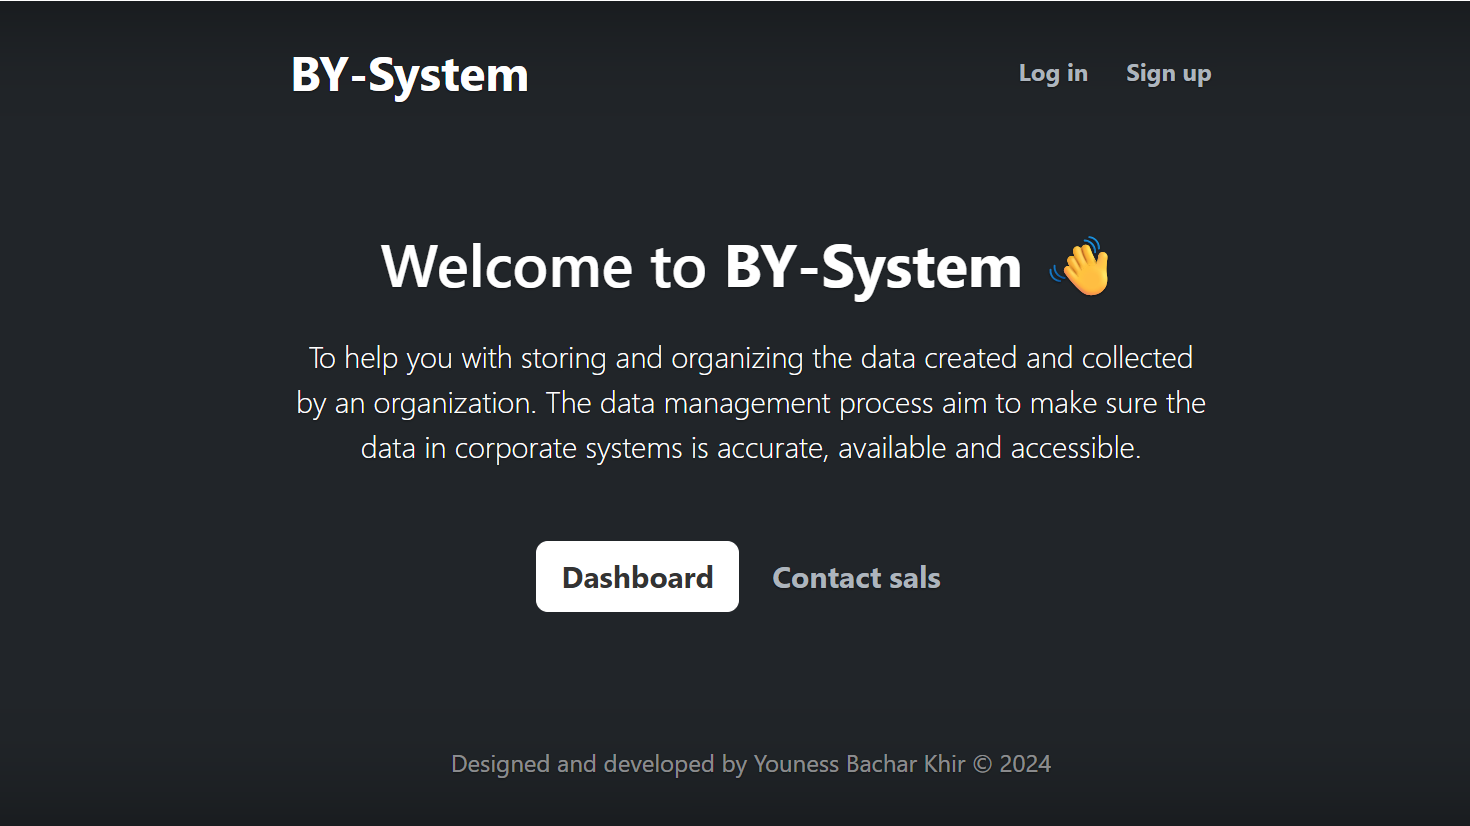 BY-System
Log in
Sign up
Welcome to BY-System 👋
To help you with storing and organizing the data created and collected
by an organization. The data management process aim to make sure the
data in corporate systems is accurate, available and accessible.
Dashboard
Contact sals
Designed and developed by Youness Bachar Khir © 2024